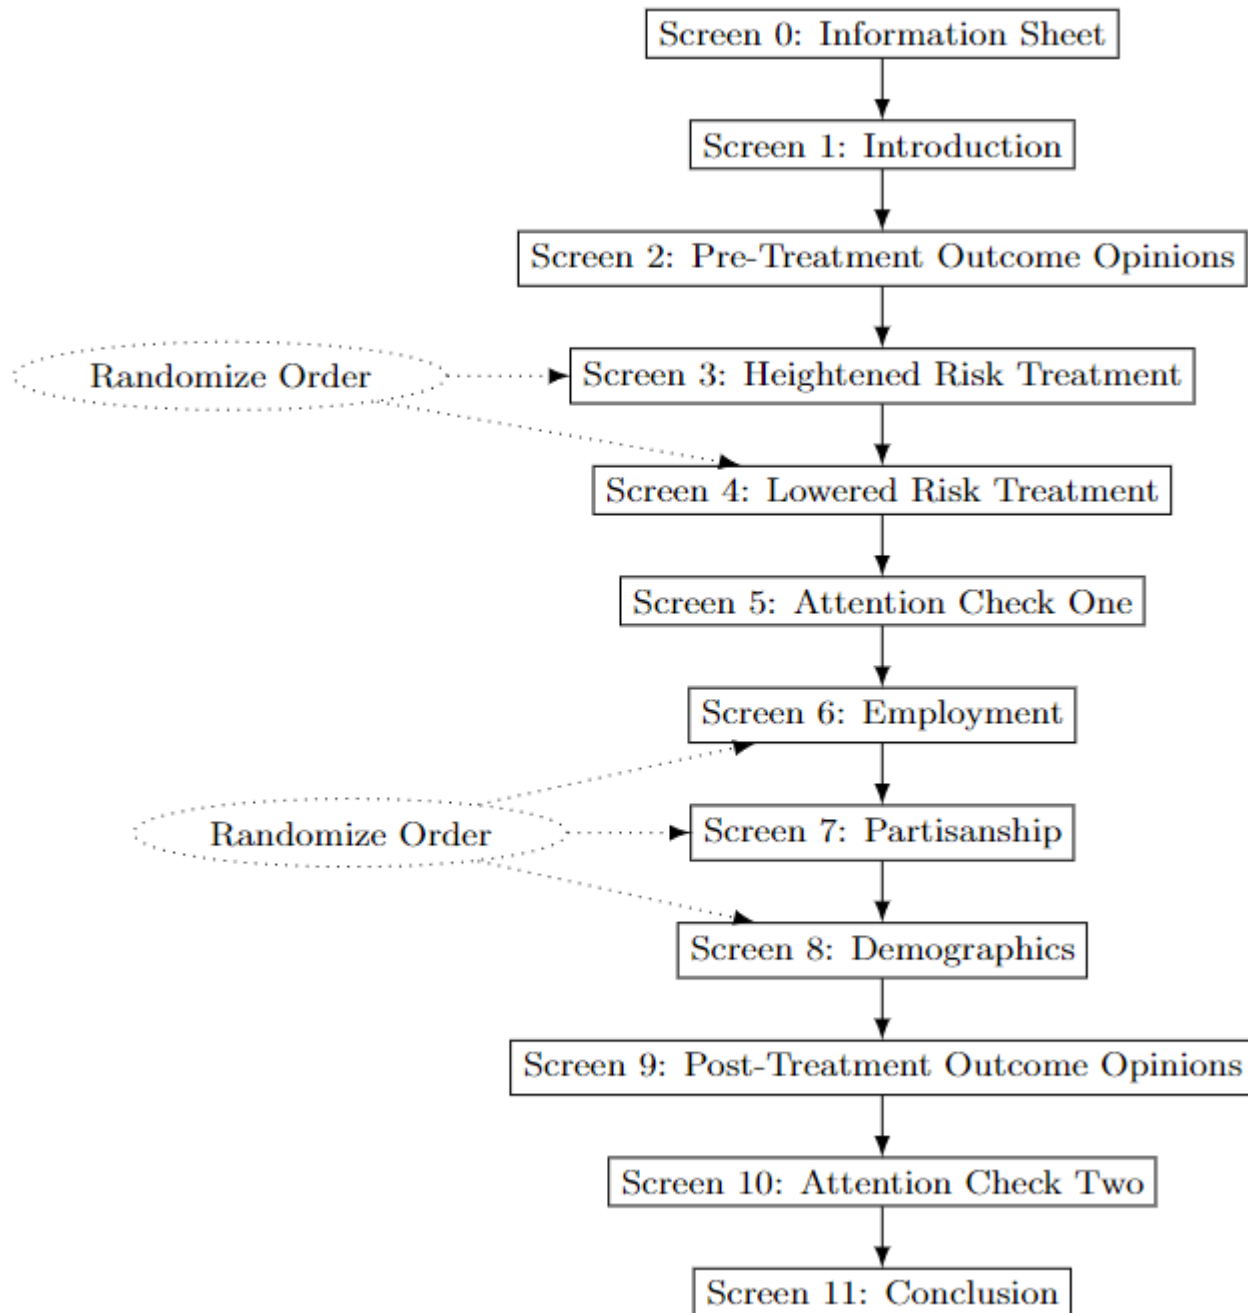 Screen 0: Information Sheet
Screen 1: Introduction
Screen 2: Pre-Treatment Outcome Opinions
Randomize Order
Screen 3: Heightened Risk Treatment
Screen 4: Lowered Risk Treatment
Screen 5: Attention Check One
Screen 6: Employment
Randomize Order
Screen 7: Partisanship
Screen 8: Demographics
Screen 9: Post-Treatment Outcome Opinions
Screen 10: Attention Check Two
Screen 11: Conclusion